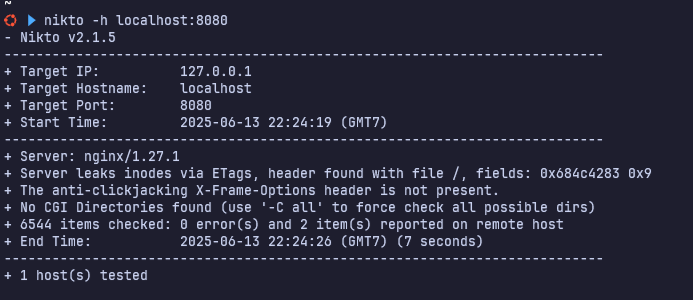 ~
nikto -h localhost:8080
- Nikto v2.1.5
---------------------------------------------------------------------------
+ Target IP:          127.0.0.1
+ Target Hostname:    localhost
+ Target Port:        8080
+ Start Time:         2025-06-13 22:24:19 (GMT7)
---------------------------------------------------------------------------
+ Server: nginx/1.27.1
+ Server leaks inodes via ETags, header found with file /, fields: 0x684c4283 0x9
+ The anti-clickjacking X-Frame-Options header is not present.
+ No CGI Directories found (use '-C all' to force check all possible dirs)
+ 6544 items checked: 0 error(s) and 2 item(s) reported on remote host
+ End Time:           2025-06-13 22:24:26 (GMT7) (7 seconds)
---------------------------------------------------------------------------
+ 1 host(s) tested